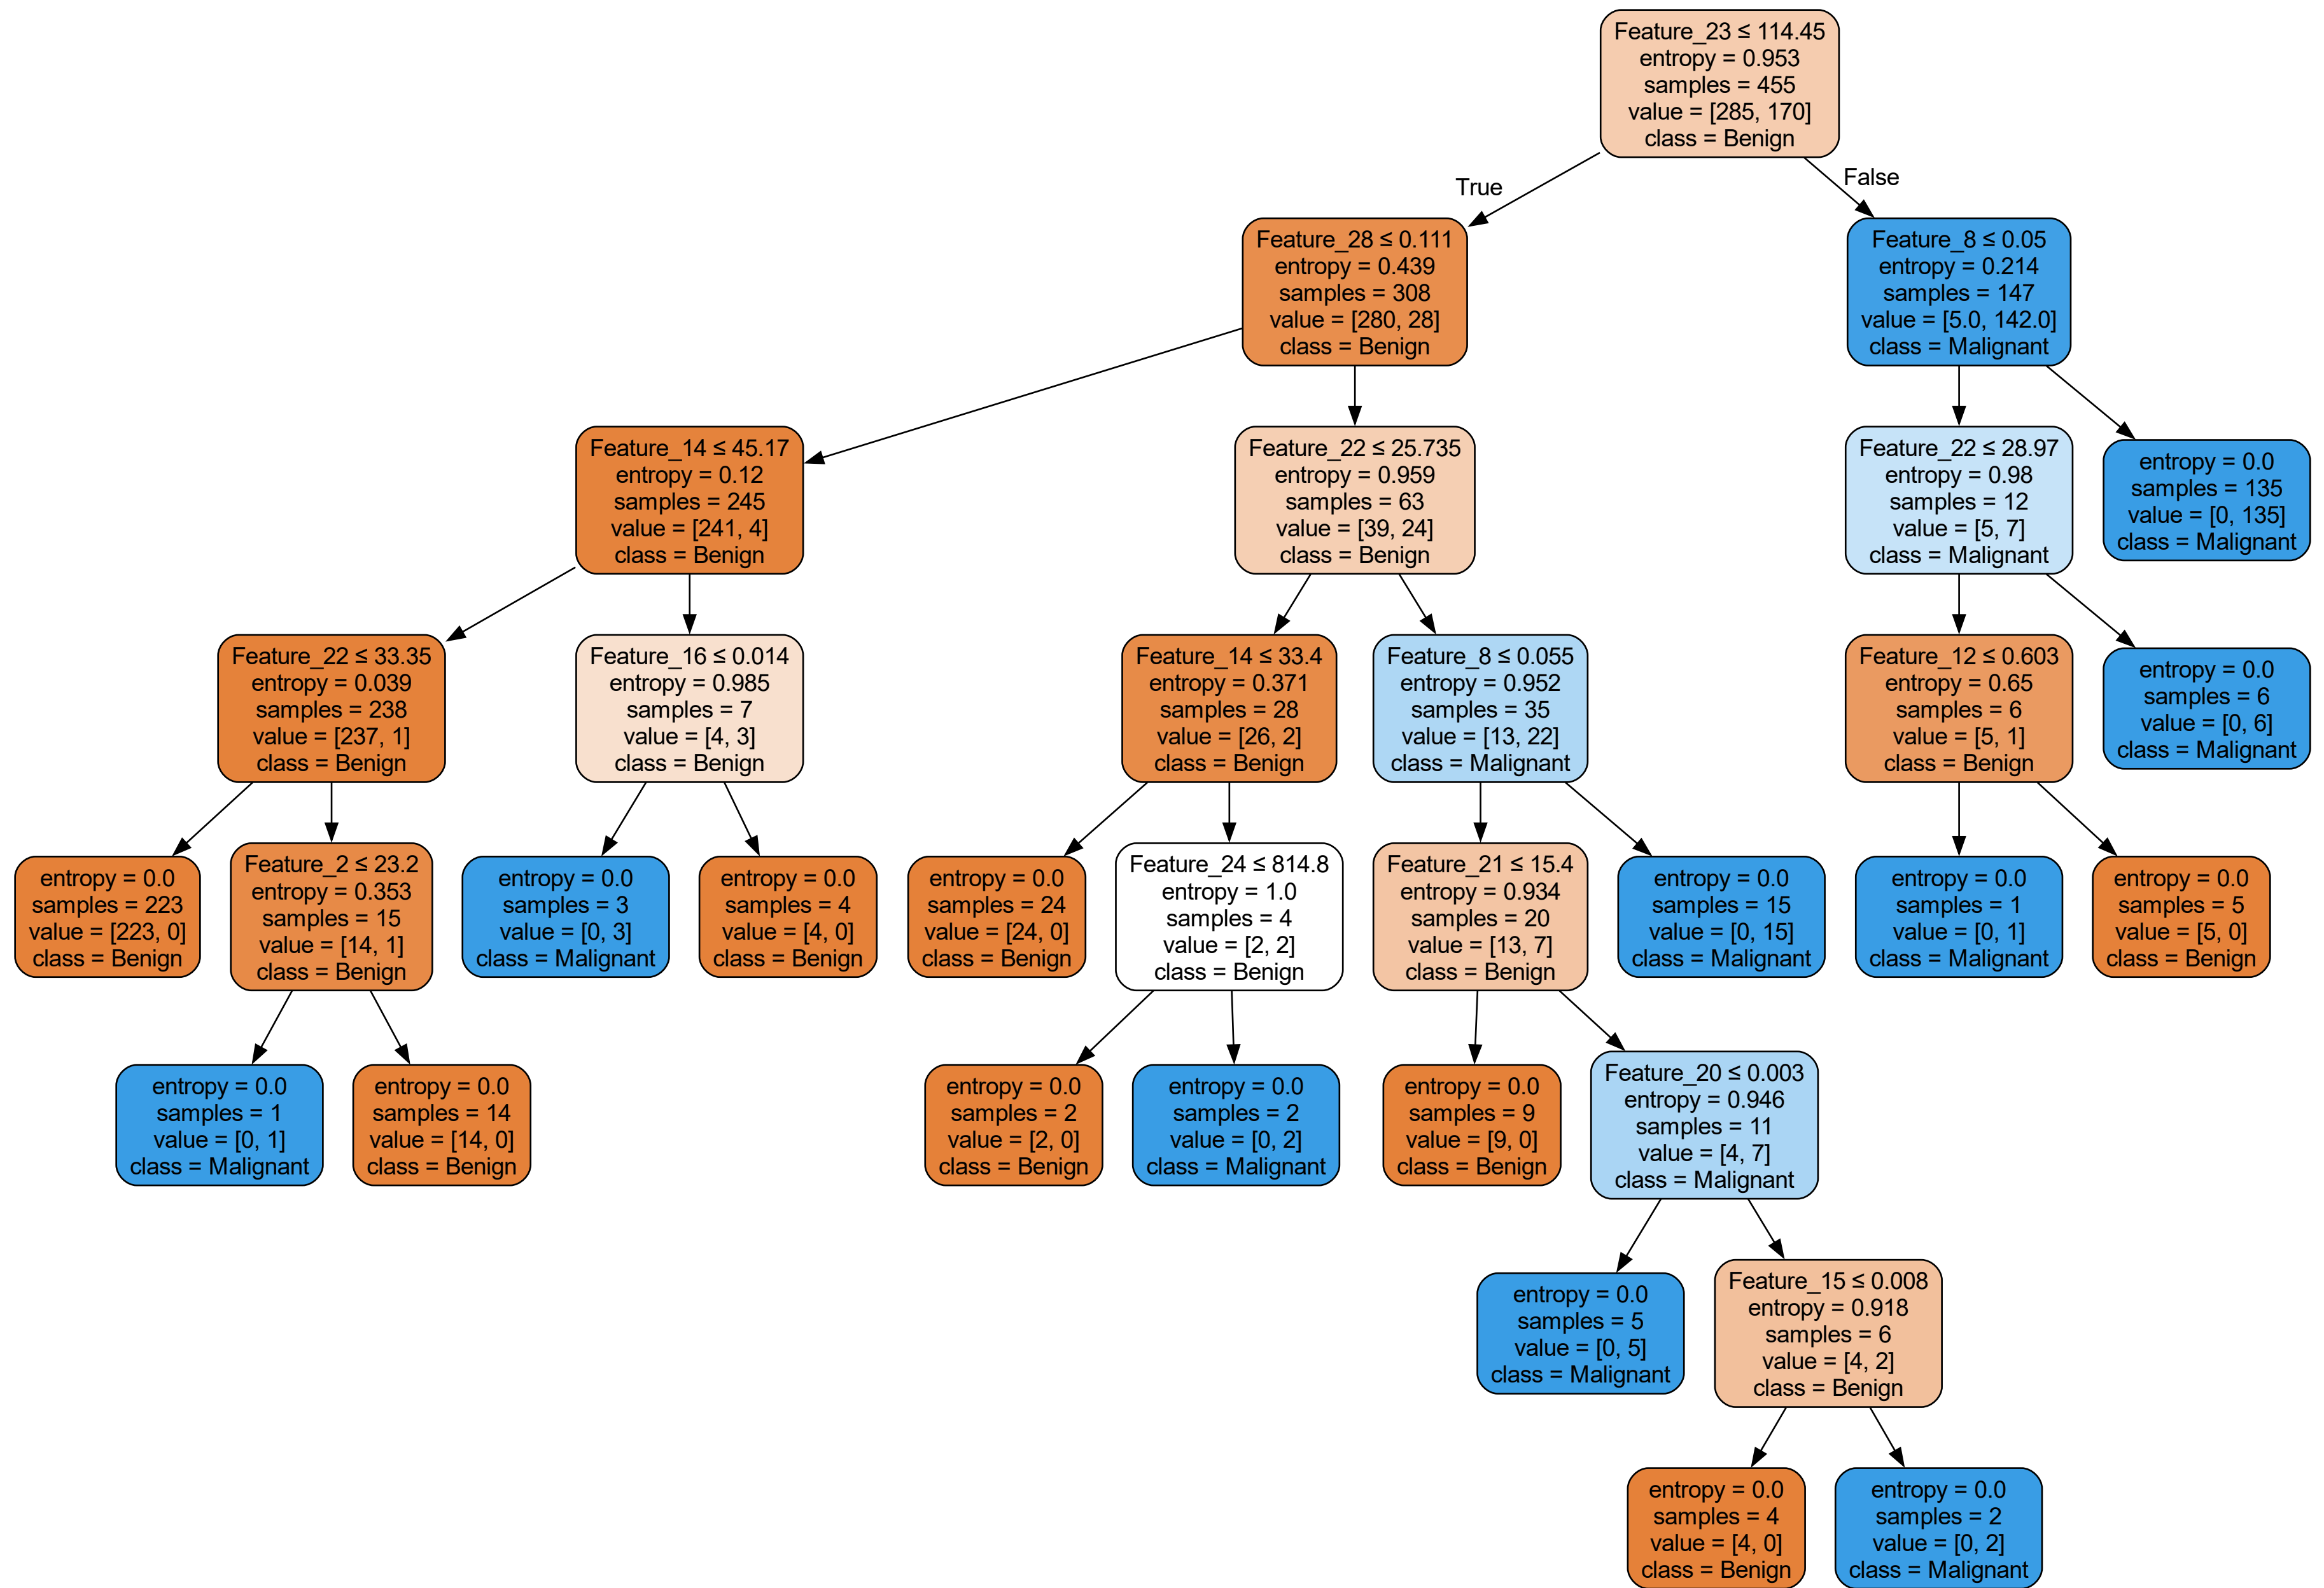 Feature_23 ≤ 114.45
entropy = 0.953
samples = 455
value = [285, 170]
class = Benign
True
False
Feature_28 ≤ 0.111
entropy = 0.439
samples = 308
value = [280, 28]
class = Benign
Feature_8 ≤ 0.05
entropy = 0.214
samples = 147
value = [5.0, 142.0]
class = Malignant
Feature_14 ≤ 45.17
entropy = 0.12
samples = 245
value = [241, 4]
class = Benign
Feature_22 ≤ 25.735
entropy = 0.959
samples = 63
value = [39, 24]
class = Benign
Feature_22 ≤ 28.97
entropy = 0.98
samples = 12
value = [5, 7]
class = Malignant
entropy = 0.0
samples = 135
value = [0, 135]
class = Malignant
Feature_22 ≤ 33.35
entropy = 0.039
samples = 238
value = [237, 1]
class = Benign
Feature_16 ≤ 0.014
entropy = 0.985
samples = 7
value = [4, 3]
class = Benign
Feature_14 ≤ 33.4
entropy = 0.371
samples = 28
value = [26, 2]
class = Benign
Feature_8 ≤ 0.055
entropy = 0.952
samples = 35
value = [13, 22]
class = Malignant
Feature_12 ≤ 0.603
entropy = 0.65
samples = 6
value = [5, 1]
class = Benign
entropy = 0.0
samples = 6
value = [0, 6]
class = Malignant
entropy = 0.0
samples = 223
value = [223, 0]
class = Benign
Feature_2 ≤ 23.2
entropy = 0.353
samples = 15
value = [14, 1]
class = Benign
entropy = 0.0
samples = 3
value = [0, 3]
class = Malignant
entropy = 0.0
samples = 4
value = [4, 0]
class = Benign
entropy = 0.0
samples = 24
value = [24, 0]
class = Benign
Feature_24 ≤ 814.8
entropy = 1.0
samples = 4
value = [2, 2]
class = Benign
Feature_21 ≤ 15.4
entropy = 0.934
samples = 20
value = [13, 7]
class = Benign
entropy = 0.0
samples = 15
value = [0, 15]
class = Malignant
entropy = 0.0
samples = 1
value = [0, 1]
class = Malignant
entropy = 0.0
samples = 5
value = [5, 0]
class = Benign
entropy = 0.0
samples = 1
value = [0, 1]
class = Malignant
entropy = 0.0
samples = 14
value = [14, 0]
class = Benign
entropy = 0.0
samples = 2
value = [2, 0]
class = Benign
entropy = 0.0
samples = 2
value = [0, 2]
class = Malignant
entropy = 0.0
samples = 9
value = [9, 0]
class = Benign
Feature_20 ≤ 0.003
entropy = 0.946
samples = 11
value = [4, 7]
class = Malignant
entropy = 0.0
samples = 5
value = [0, 5]
class = Malignant
Feature_15 ≤ 0.008
entropy = 0.918
samples = 6
value = [4, 2]
class = Benign
entropy = 0.0
samples = 4
value = [4, 0]
class = Benign
entropy = 0.0
samples = 2
value = [0, 2]
class = Malignant